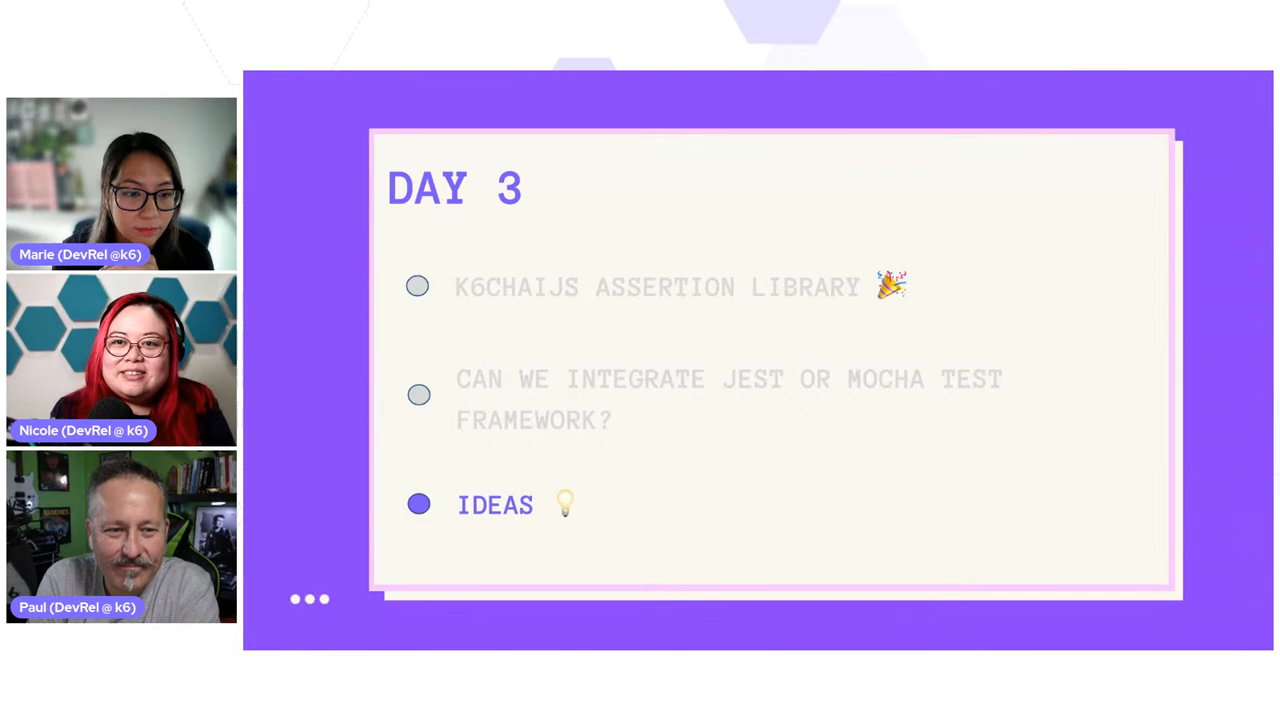 Marie (DevRel @k6)
Nicole (DevRel @ k6)
Paul (DevRel @ k6)
DAY 3
K6CHAIJS ASSERTION LIBRARY 🎉
CAN WE INTEGRATE JEST OR MOCHA TEST
FRAMEWORK?
IDEAS 💡